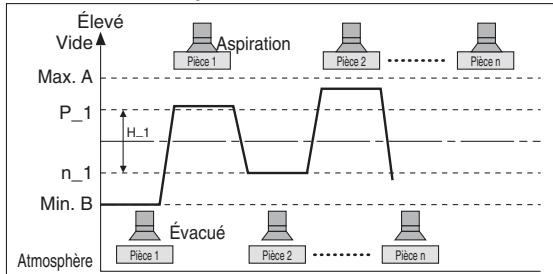 Élevé
Vide
Aspiration
Pièce 1
Pièce 2
Pièce n
Max. A
P_1
H_1
n_1
Min. B
Évacué
Pièce 1
Pièce 2
Pièce n
Atmosphère